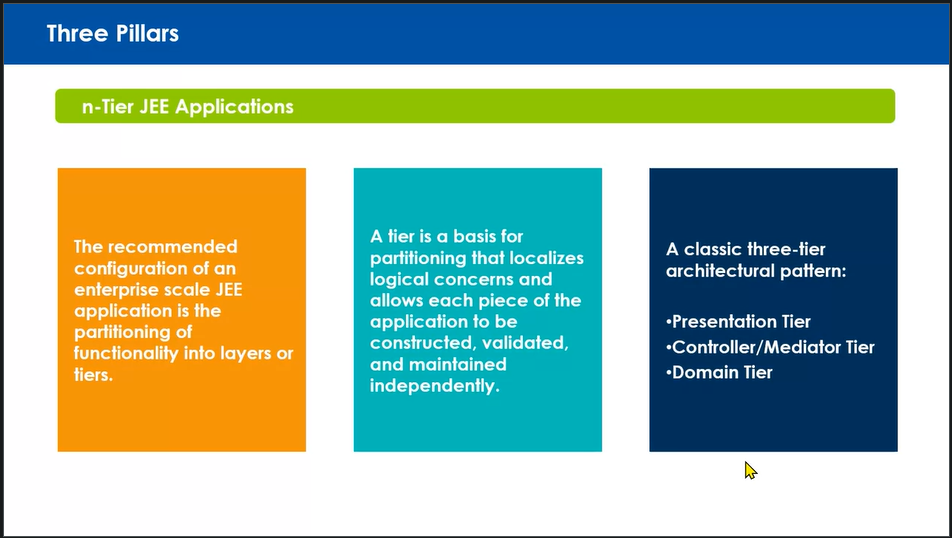 Three Pillars
n-Tier JEE Applications
The recommended
configuration of an
enterprise scale JEE
application is the
partitioning of
functionality into layers or
tiers.
A tier is a basis for
partitioning that localizes
logical concerns and
allows each piece of the
application to be
constructed, validated,
and maintained
independently.
A classic three-tier
architectural pattern:
•Presentation Tier
•Controller/Mediator Tier
•Domain Tier